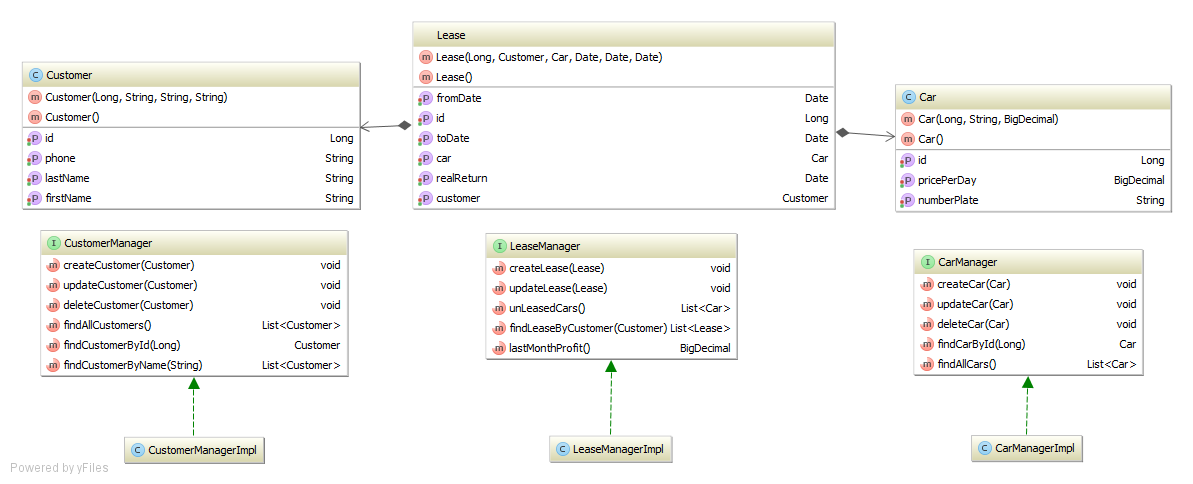 Customer
Customer(Long, String, String, String)
Customer()
id Long
phone String
lastName String
firstName String
Lease
Lease(Long, Customer, Car, Date, Date, Date)
Lease()
fromDate Date
id Long
toDate Date
car Car
realReturn Date
customer Customer
Car
Car(Long, String, BigDecimal)
Car()
id Long
pricePerDay BigDecimal
numberPlate String
CustomerManager
createCustomer(Customer) void
updateCustomer(Customer) void
deleteCustomer(Customer) void
findAllCustomers() List<Customer>
findCustomerById(Long) Customer
findCustomerByName(String) List<Customer>
LeaseManager
createLease(Lease) void
updateLease(Lease) void
unLeasedCars() List<Car>
findLeaseByCustomer(Customer) List<Lease>
lastMonthProfit() BigDecimal
CarManager
createCar(Car) void
updateCar(Car) void
deleteCar(Car) void
findCarById(Long) Car
findAllCars() List<Car>
CustomerManagerImpl
LeaseManagerImpl
CarManagerImpl
Powered by yFiles